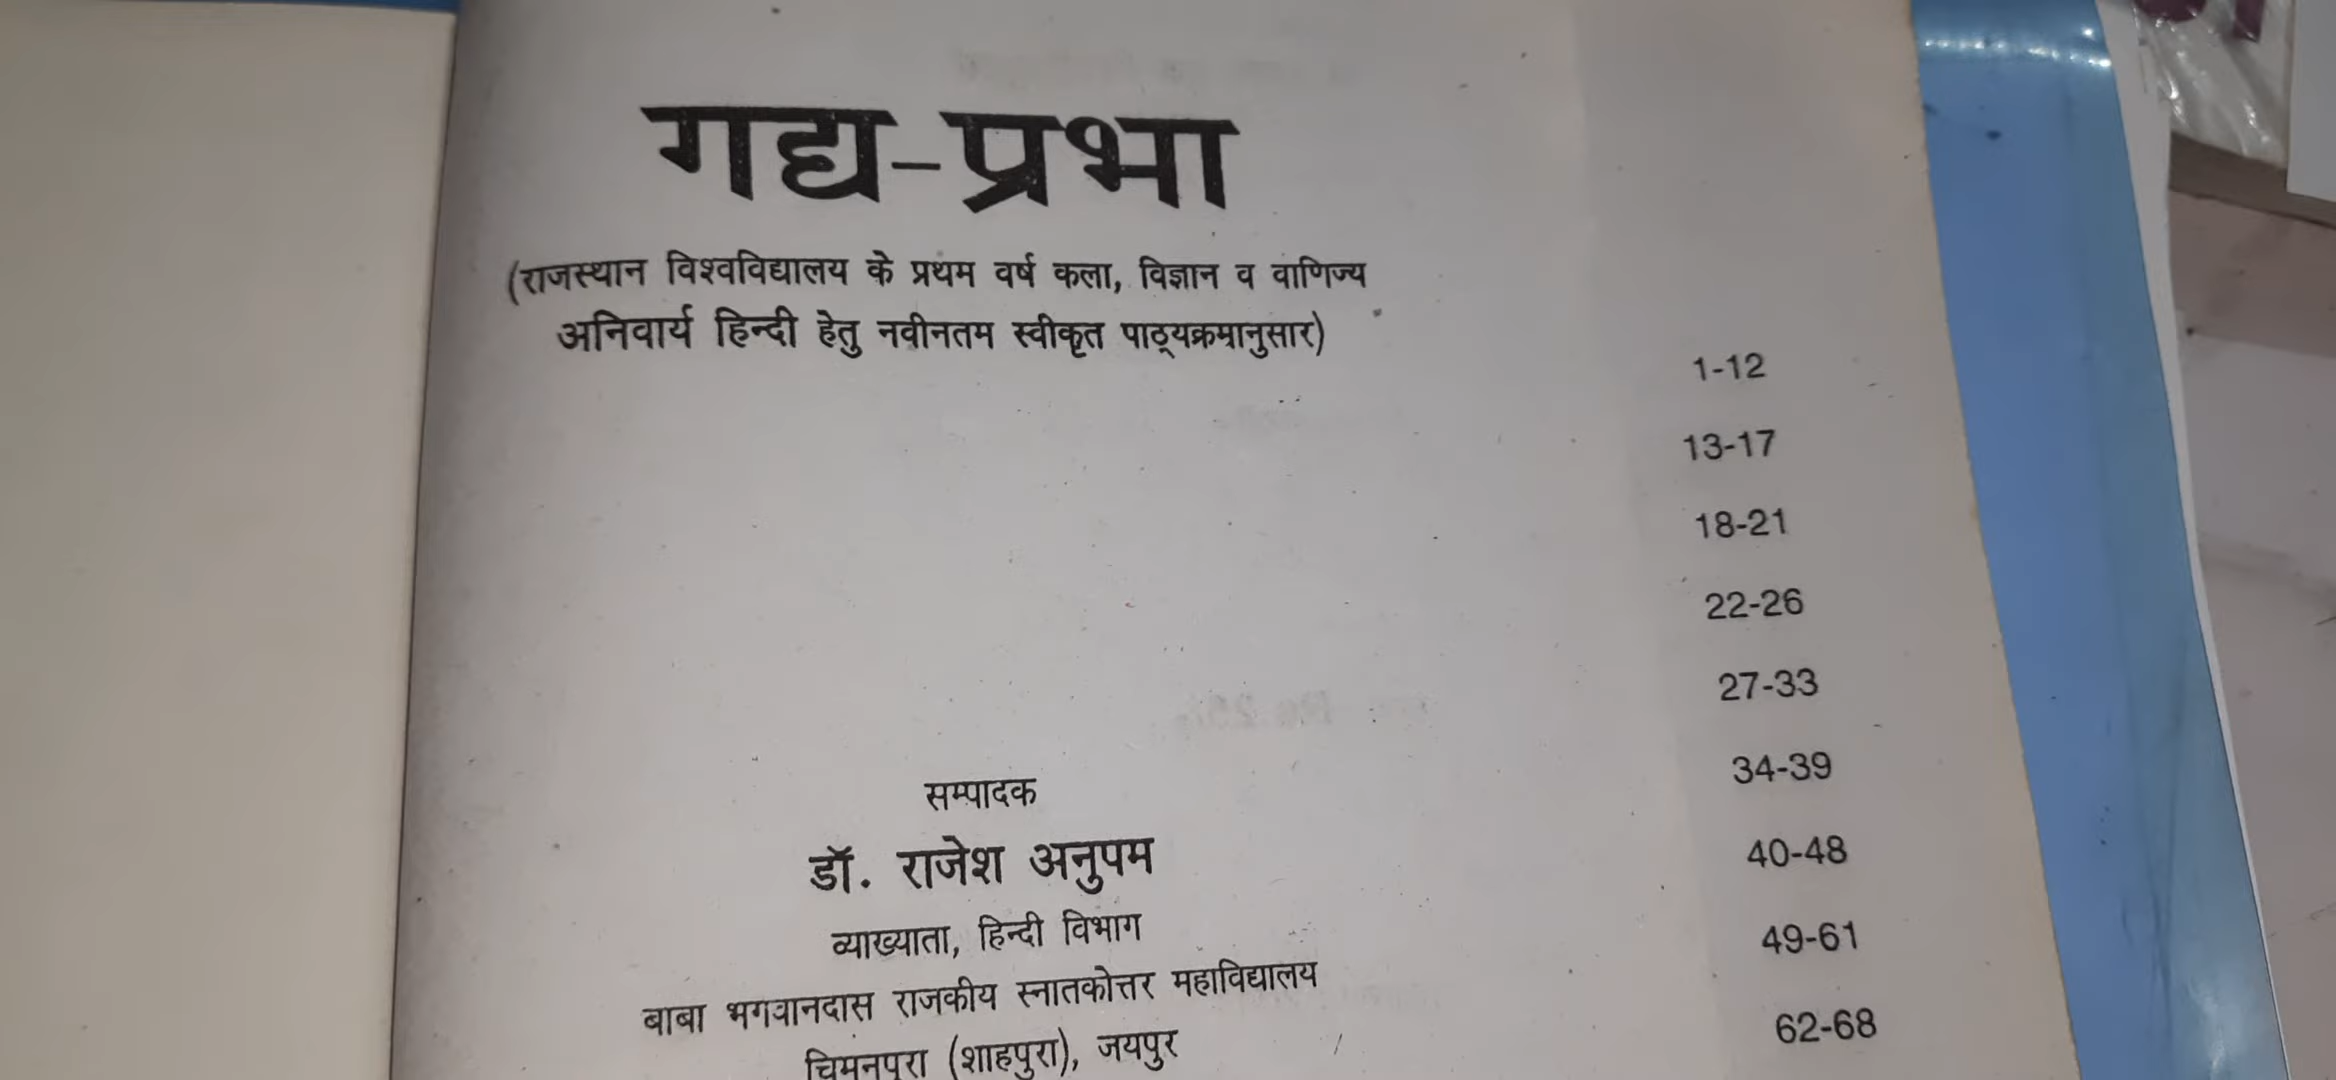 गद्य-प्रभा
(राजस्थान विश्वविद्यालय के प्रथम वर्ष कला, विज्ञान व वाणिज्य
अनिवार्य हिन्दी हेतु नवीनतम स्वीकृत पाठ्यक्रमानुसार)
सम्पादक
डॉ. राजेश अनुपम
व्याख्याता, हिन्दी विभाग
बाबा भगवानदास राजकीय स्नातकोत्तर महाविद्यालय
चिमनपुरा (शाहपुरा), जयपुर
1-12
13-17
18-21
22-26
27-33
34-39
40-48
49-61
62-68